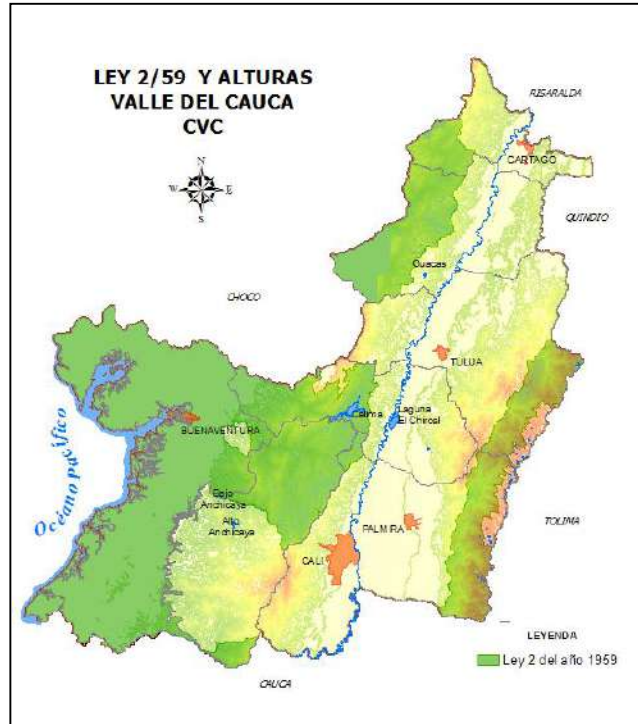 LEY 2/59 Y ALTURAS
VALLE DEL CAUCA
CVC
N
W
E
S
RISARALDA
CARTAGO
QUINDIO
Guacas
CHOCO
TULUA
BUENAVENTURA
Calima
Laguna
El Chircal
Océano pacífico
Bajo
Anchicaya
Alto
Anchicaya
PALMIRA
CALI
TOLIMA
LEYENDA
Ley 2 del año 1959
CAUCA